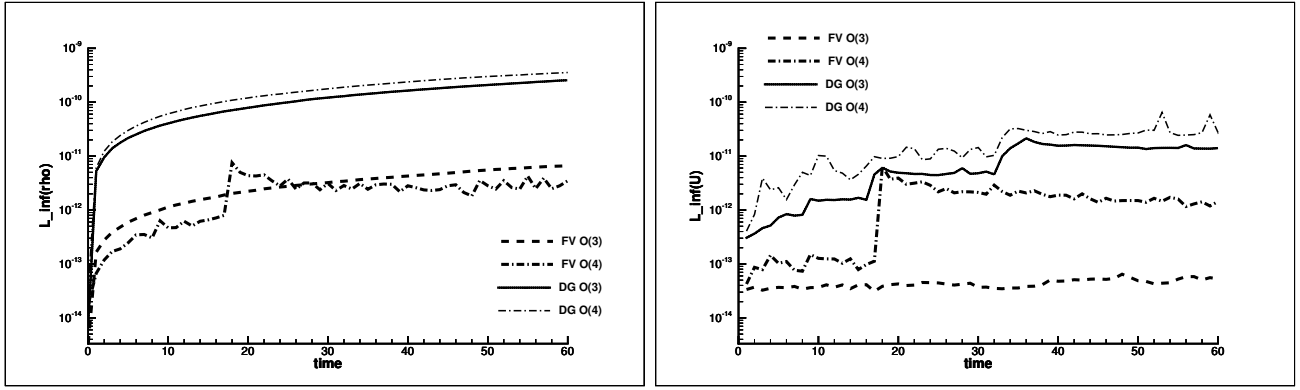 L_inf(rho)
10^-9
10^-10
10^-11
10^-12
10^-13
10^-14
0 10 20 30 40 50 60
time
FV O(3)
FV O(4)
DG O(3)
DG O(4)
L_inf(U)
10^-9
10^-10
10^-11
10^-12
10^-13
10^-14
0 10 20 30 40 50 60
time
FV O(3)
FV O(4)
DG O(3)
DG O(4)